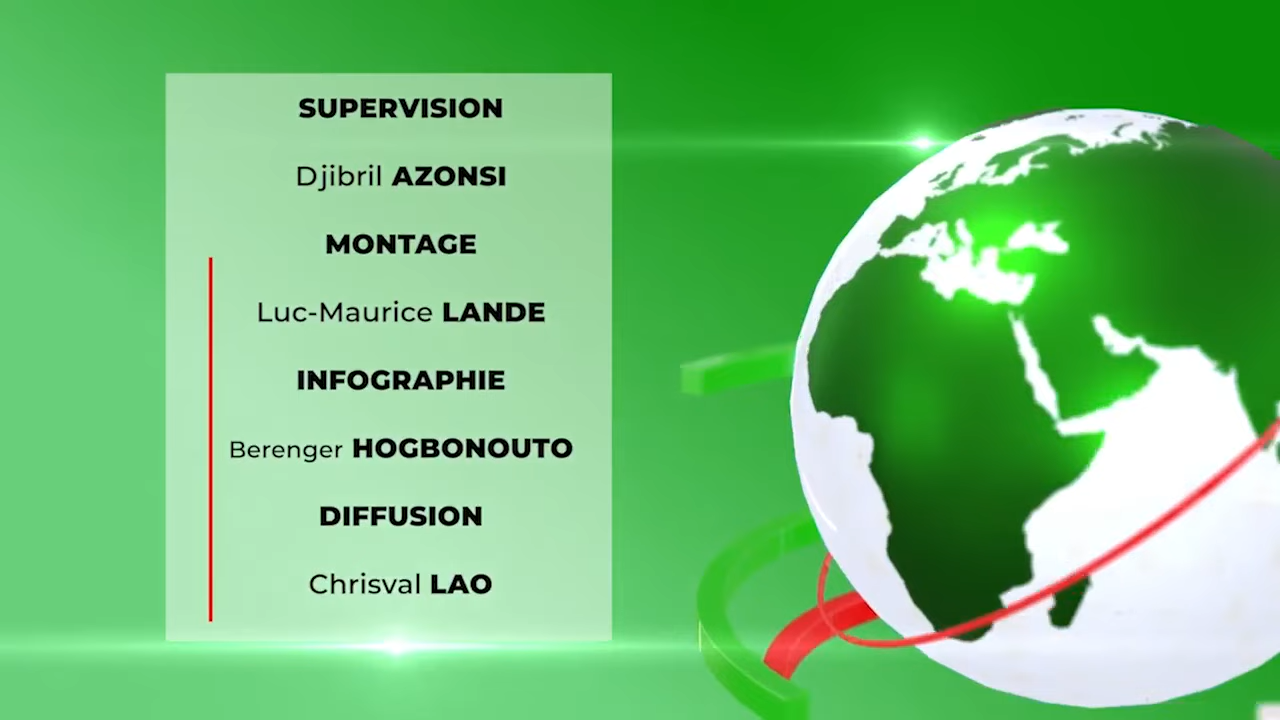 SUPERVISION
Djibril AZONSI
MONTAGE
Luc-Maurice LANDE
INFOGRAPHIE
Berenger HOGBONOUTO
DIFFUSION
Chrisval LAO